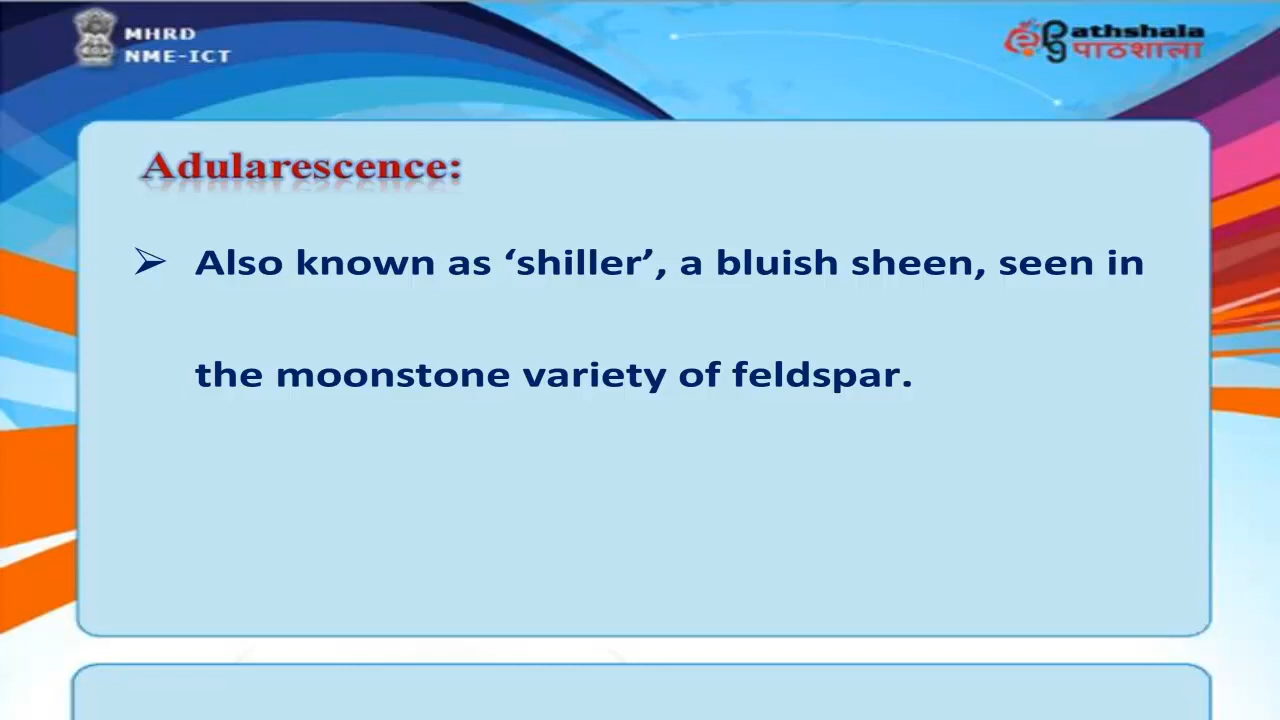 MHRD
NME-ICT
ePG athshala
पाठशाला
Adularescence:
➢ Also known as ‘shiller’, a bluish sheen, seen in
the moonstone variety of feldspar.